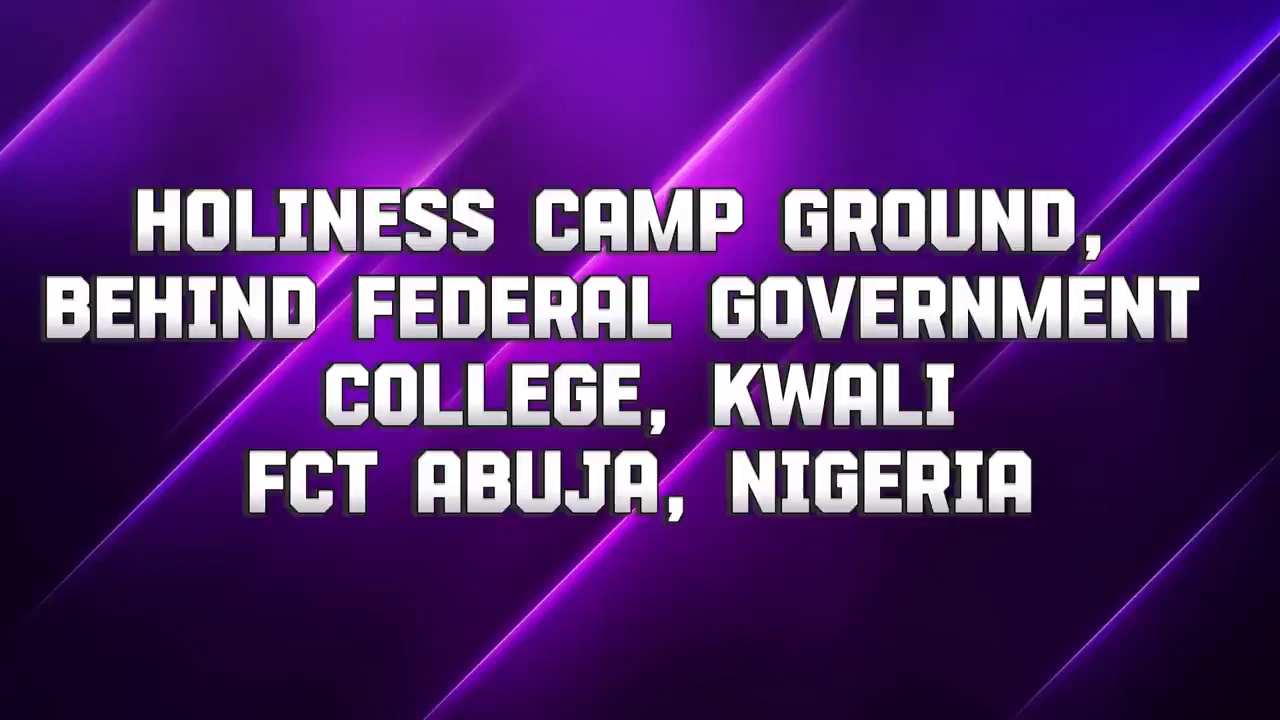 HOLINESS CAMP GROUND,
BEHIND FEDERAL GOVERNMENT
COLLEGE, KWALI
FCT ABUJA, NIGERIA